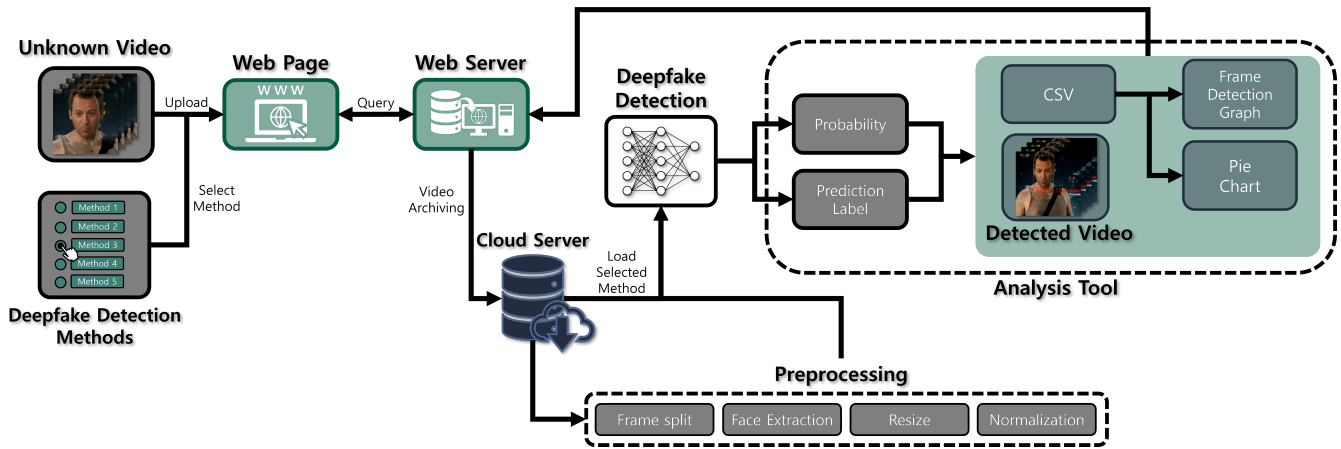 Unknown Video
Upload
Web Page
WWW
Query
Web Server
Select
Method
Method 1
Method 2
Method 3
Method 4
Method 5
Deepfake Detection
Methods
Video
Archiving
Cloud Server
Load
Selected
Method
Deepfake
Detection
Probability
Prediction
Label
CSV
Detected Video
Frame
Detection
Graph
Pie
Chart
Analysis Tool
Preprocessing
Frame split
Face Extraction
Resize
Normalization